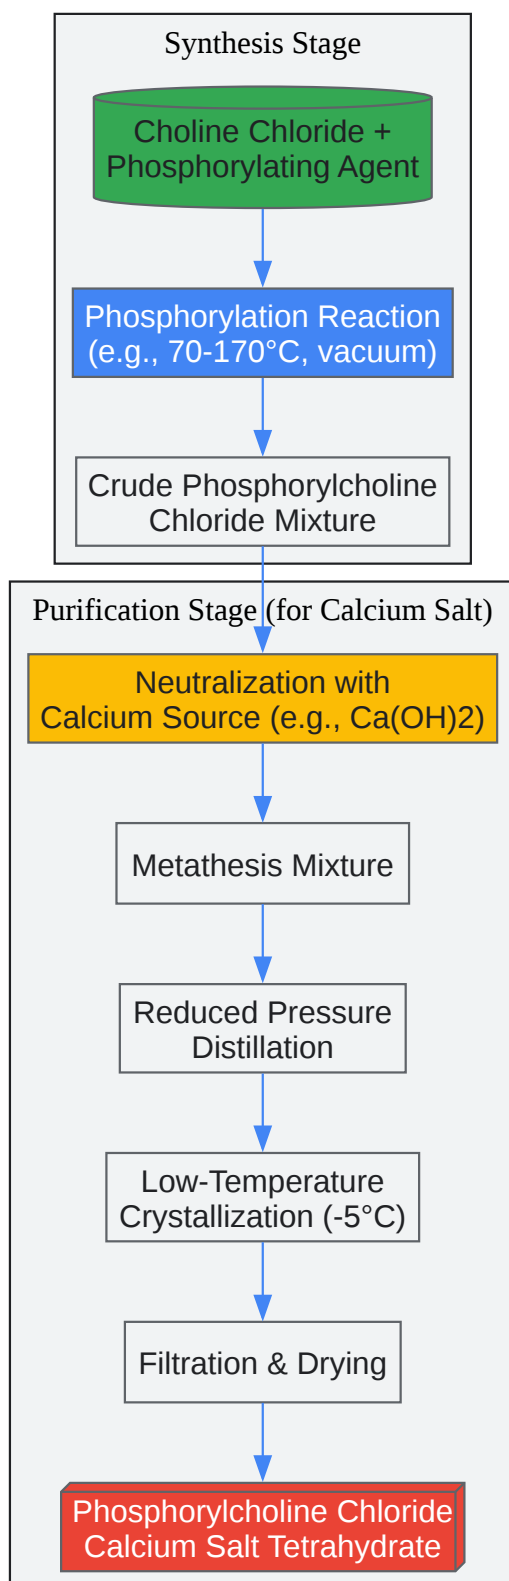 Synthesis Stage
Choline Chloride +
Phosphorylating Agent
Phosphorylation Reaction
(e.g., 70-170°C, vacuum)
Crude Phosphorylcholine
Chloride Mixture
Purification Stage (for Calcium Salt)
Neutralization with
Calcium Source (e.g., Ca(OH)2)
Metathesis Mixture
Reduced Pressure
Distillation
Low-Temperature
Crystallization (-5°C)
Filtration & Drying
Phosphorylcholine Chloride
Calcium Salt Tetrahydrate